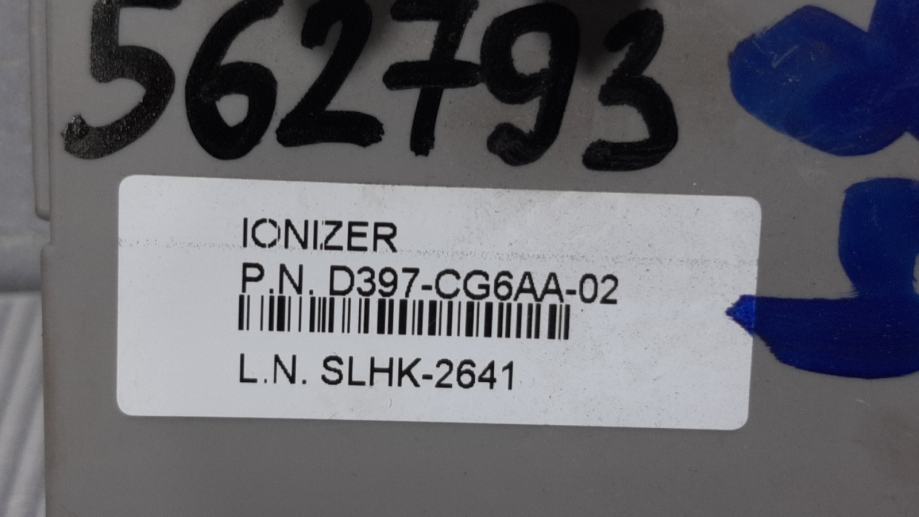 562793
IONIZER
P.N. D397-CG6AA-02
L.N. SLHK-2641